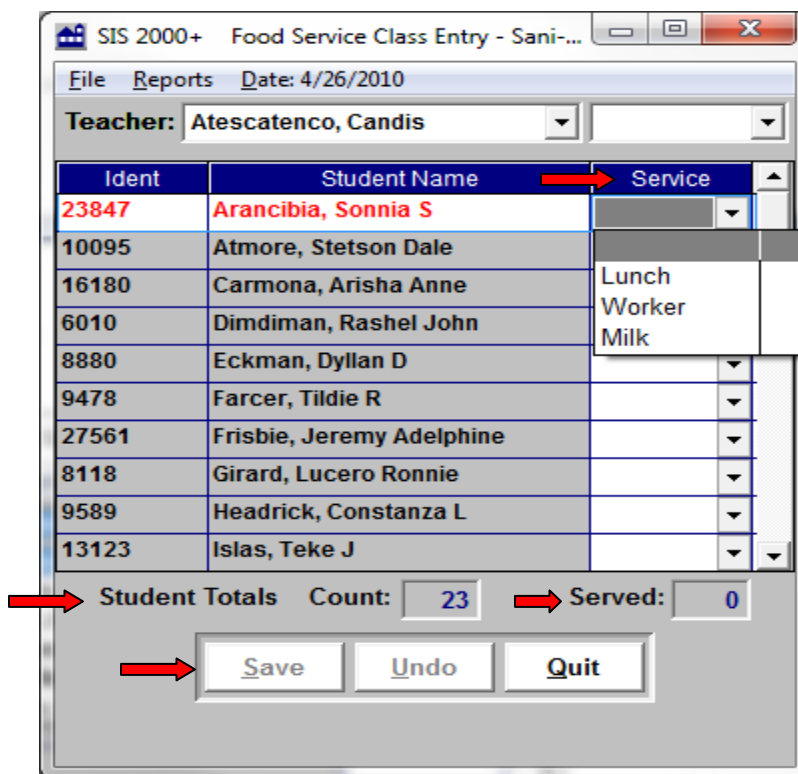 SIS 2000+ Food Service Class Entry - Sani-...
File Reports Date: 4/26/2010
Teacher: Atescatenco, Candis
Ident Student Name Service
23847 Arancibia, Sonnia S
10095 Atmore, Stetson Dale
Lunch
16180 Carmona, Arisha Anne
Worker
6010 Dimdiman, Rashel John
Milk
8880 Eckman, Dyllan D
9478 Farcer, Tildie R
27561 Frisbie, Jeremy Adelphine
8118 Girard, Lucero Ronnie
9589 Headrick, Constanza L
13123 Islas, Teke J
Student Totals Count: 23 Served: 0
Save Undo Quit